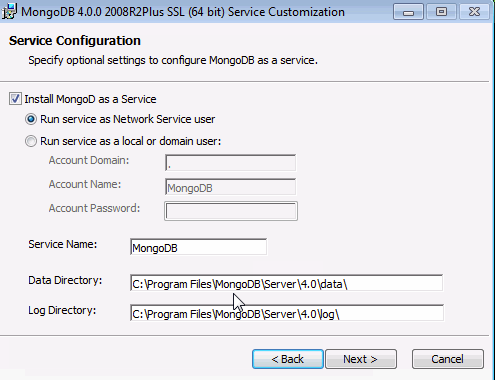 MongoDB 4.0.0 2008R2Plus SSL (64 bit) Service Customization
Service Configuration
Specify optional settings to configure MongoDB as a service.
Install MongoD as a Service
Run service as Network Service user
Run service as a local or domain user:
Account Domain: .
Account Name: MongoDB
Account Password:
Service Name: MongoDB
Data Directory: C:\Program Files\MongoDB\Server\4.0\data\
Log Directory: C:\Program Files\MongoDB\Server\4.0\log\
< Back Next > Cancel